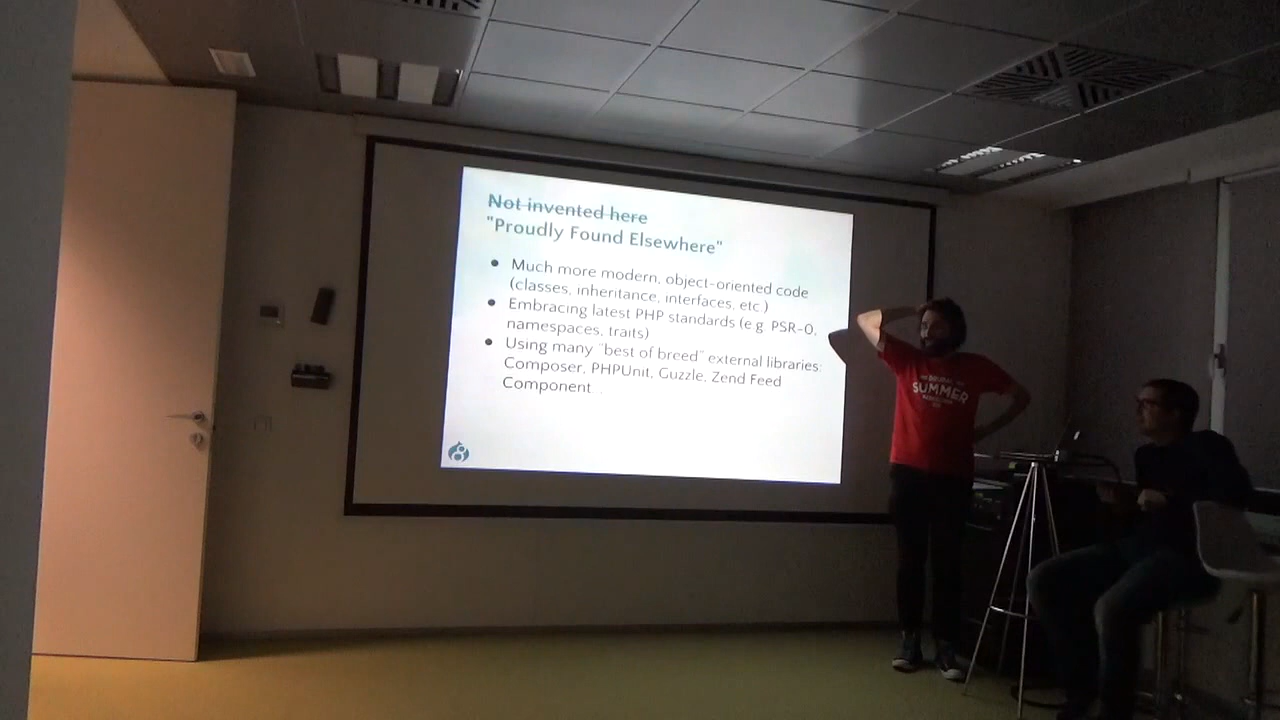 Not invented here
"Proudly Found Elsewhere"
Much more modern, object-oriented code
(classes, inheritance, interfaces, etc.)
Embracing latest PHP standards (e.g. PSR-0,
namespaces, traits)
Using many "best of breed" external libraries:
Composer, PHPUnit, Guzzle, Zend Feed
Component...
SUMMER